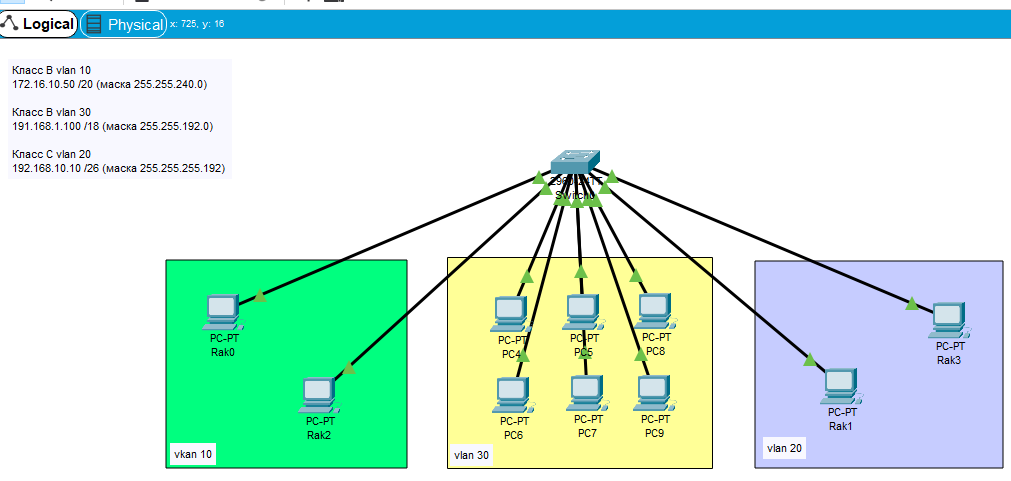 Logical
Physical
x: 725, y: 16
Класс B vlan 10
172.16.10.50 /20 (маска 255.255.240.0)
Класс B vlan 30
191.168.1.100 /18 (маска 255.255.192.0)
Класс C vlan 20
192.168.10.10 /26 (маска 255.255.255.192)
PC-PT
Rak0
PC-PT
Rak2
vkan 10
PC-PT
PC4
PC-PT
PC5
PC-PT
PC8
PC-PT
PC6
PC-PT
PC7
PC-PT
PC9
vlan 30
PC-PT
Rak3
PC-PT
Rak1
vlan 20